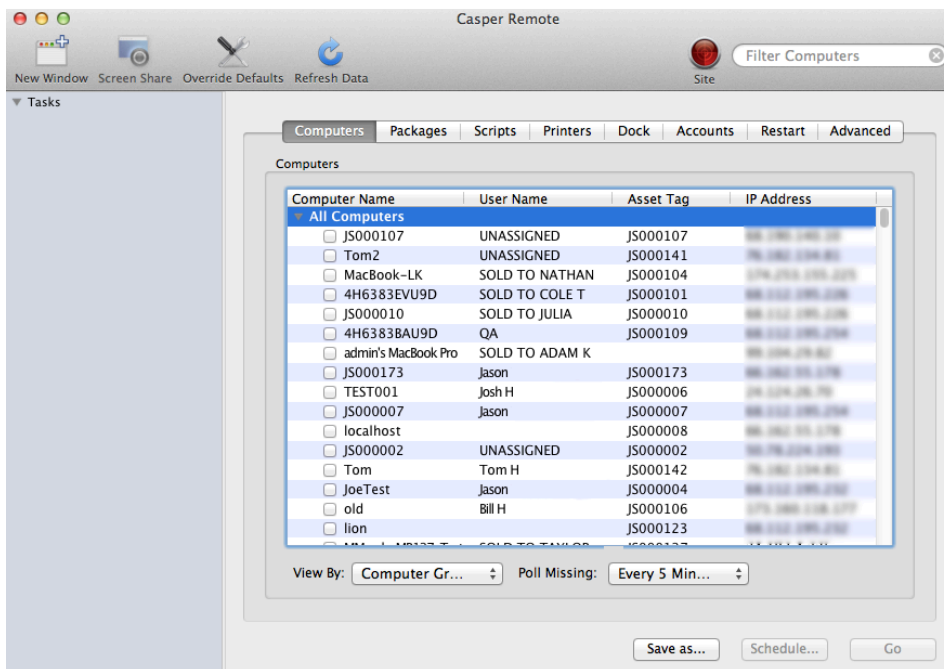 Casper Remote
New Window Screen Share Override Defaults Refresh Data Site Filter Computers
Tasks
Computers Packages Scripts Printers Dock Accounts Restart Advanced
Computers
Computer Name User Name Asset Tag IP Address
All Computers
JS000107 UNASSIGNED JS000107
Tom2 UNASSIGNED JS000141
MacBook-LK SOLD TO NATHAN JS000104
4H6383EVU9D SOLD TO COLE T JS000101
JS000010 SOLD TO JULIA JS000010
4H6383BAU9D QA JS000109
admin's MacBook Pro SOLD TO ADAM K
JS000173 Jason JS000173
TEST001 Josh H JS000006
JS000007 Jason JS000007
localhost JS000008
JS000002 UNASSIGNED JS000002
Tom Tom H JS000142
JoeTest Jason JS000004
old Bill H JS000106
lion JS000123
View By: Computer Gr... Poll Missing: Every 5 Min...
Save as... Schedule... Go